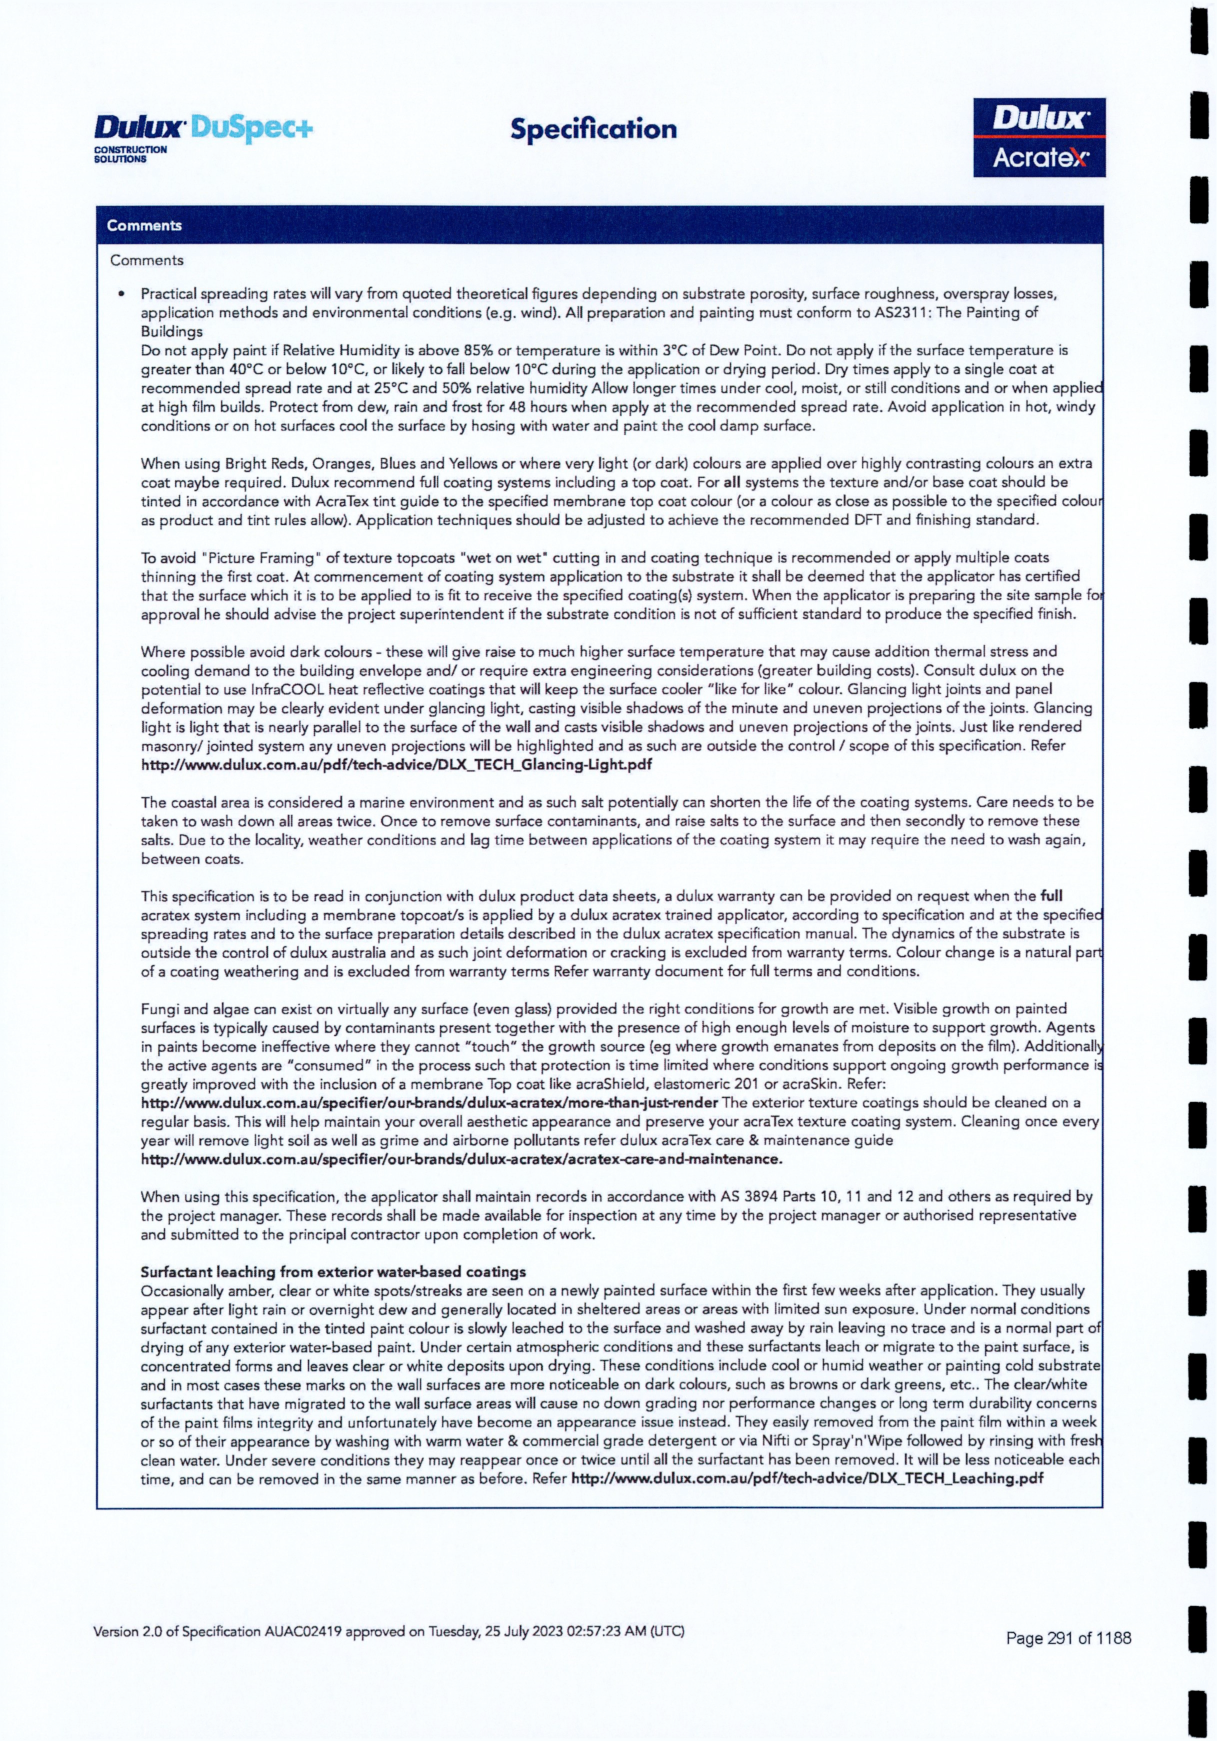 Dulux DuSpec+
CONSTRUCTION
SOLUTIONS
Specification
Dulux
Acratex
Comments
Comments
• Practical spreading rates will vary from quoted theoretical figures depending on substrate porosity, surface roughness, overspray losses,
application methods and environmental conditions (e.g. wind). All preparation and painting must conform to AS2311: The Painting of
Buildings
Do not apply paint if Relative Humidity is above 85% or temperature is within 3°C of Dew Point. Do not apply if the surface temperature is
greater than 40°C or below 10°C, or likely to fall below 10°C during the application or drying period. Dry times apply to a single coat at
recommended spread rate and at 25°C and 50% relative humidity Allow longer times under cool, moist, or still conditions and or when applied
at high film builds. Protect from dew, rain and frost for 48 hours when apply at the recommended spread rate. Avoid application in hot, windy
conditions or on hot surfaces cool the surface by hosing with water and paint the cool damp surface.
When using Bright Reds, Oranges, Blues and Yellows or where very light (or dark) colours are applied over highly contrasting colours an extra
coat maybe required. Dulux recommend full coating systems including a top coat. For all systems the texture and/or base coat should be
tinted in accordance with AcraTex tint guide to the specified membrane top coat colour (or a colour as close as possible to the specified colour
as product and tint rules allow). Application techniques should be adjusted to achieve the recommended DFT and finishing standard.
To avoid "Picture Framing" of texture topcoats "wet on wet" cutting in and coating technique is recommended or apply multiple coats
thinning the first coat. At commencement of coating system application to the substrate it shall be deemed that the applicator has certified
that the surface which it is to be applied to is fit to receive the specified coating(s) system. When the applicator is preparing the site sample for
approval he should advise the project superintendent if the substrate condition is not of sufficient standard to produce the specified finish.
Where possible avoid dark colours - these will give raise to much higher surface temperature that may cause addition thermal stress and
cooling demand to the building envelope and/ or require extra engineering considerations (greater building costs). Consult dulux on the
potential to use InfraCOOL heat reflective coatings that will keep the surface cooler "like for like" colour. Glancing light joints and panel
deformation may be clearly evident under glancing light, casting visible shadows of the minute and uneven projections of the joints. Glancing
light is light that is nearly parallel to the surface of the wall and casts visible shadows and uneven projections of the joints. Just like rendered
masonry/ jointed system any uneven projections will be highlighted and as such are outside the control / scope of this specification. Refer
http://www.dulux.com.au/pdf/tech-advice/DLX_TECH_Glancing-Light.pdf
The coastal area is considered a marine environment and as such salt potentially can shorten the life of the coating systems. Care needs to be
taken to wash down all areas twice. Once to remove surface contaminants, and raise salts to the surface and then secondly to remove these
salts. Due to the locality, weather conditions and lag time between applications of the coating system it may require the need to wash again,
between coats.
This specification is to be read in conjunction with dulux product data sheets, a dulux warranty can be provided on request when the full
acratex system including a membrane topcoat/s is applied by a dulux acratex trained applicator, according to specification and at the specified
spreading rates and to the surface preparation details described in the dulux acratex specification manual. The dynamics of the substrate is
outside the control of dulux australia and as such joint deformation or cracking is excluded from warranty terms. Colour change is a natural part
of a coating weathering and is excluded from warranty terms Refer warranty document for full terms and conditions.
Fungi and algae can exist on virtually any surface (even glass) provided the right conditions for growth are met. Visible growth on painted
surfaces is typically caused by contaminants present together with the presence of high enough levels of moisture to support growth. Agents
in paints become ineffective where they cannot "touch" the growth source (eg where growth emanates from deposits on the film). Additionally
the active agents are "consumed" in the process such that protection is time limited where conditions support ongoing growth performance is
greatly improved with the inclusion of a membrane Top coat like acraShield, elastomeric 201 or acraSkin. Refer:
http://www.dulux.com.au/specifier/our-brands/dulux-acratex/more-than-just-render The exterior texture coatings should be cleaned on a
regular basis. This will help maintain your overall aesthetic appearance and preserve your acraTex texture coating system. Cleaning once every
year will remove light soil as well as grime and airborne pollutants refer dulux acraTex care & maintenance guide
http://www.dulux.com.au/specifier/our-brands/dulux-acratex/acratex-care-and-maintenance.
When using this specification, the applicator shall maintain records in accordance with AS 3894 Parts 10, 11 and 12 and others as required by
the project manager. These records shall be made available for inspection at any time by the project manager or authorised representative
and submitted to the principal contractor upon completion of work.
Surfactant leaching from exterior water-based coatings
Occasionally amber, clear or white spots/streaks are seen on a newly painted surface within the first few weeks after application. They usually
appear after light rain or overnight dew and generally located in sheltered areas or areas with limited sun exposure. Under normal conditions
surfactant contained in the tinted paint colour is slowly leached to the surface and washed away by rain leaving no trace and is a normal part of
drying of any exterior water-based paint. Under certain atmospheric conditions and these surfactants leach or migrate to the paint surface, is
concentrated forms and leaves clear or white deposits upon drying. These conditions include cool or humid weather or painting cold substrate
and in most cases these marks on the wall surfaces are more noticeable on dark colours, such as browns or dark greens, etc.. The clear/white
surfactants that have migrated to the wall surface areas will cause no down grading nor performance changes or long term durability concerns
of the paint films integrity and unfortunately have become an appearance issue instead. They easily removed from the paint film within a week
or so of their appearance by washing with warm water & commercial grade detergent or via Nifti or Spray'n'Wipe followed by rinsing with fresh
clean water. Under severe conditions they may reappear once or twice until all the surfactant has been removed. It will be less noticeable each
time, and can be removed in the same manner as before. Refer http://www.dulux.com.au/pdf/tech-advice/DLX_TECH_Leaching.pdf
Version 2.0 of Specification AUAC02419 approved on Tuesday, 25 July 2023 02:57:23 AM (UTC)
Page 291 of 1188